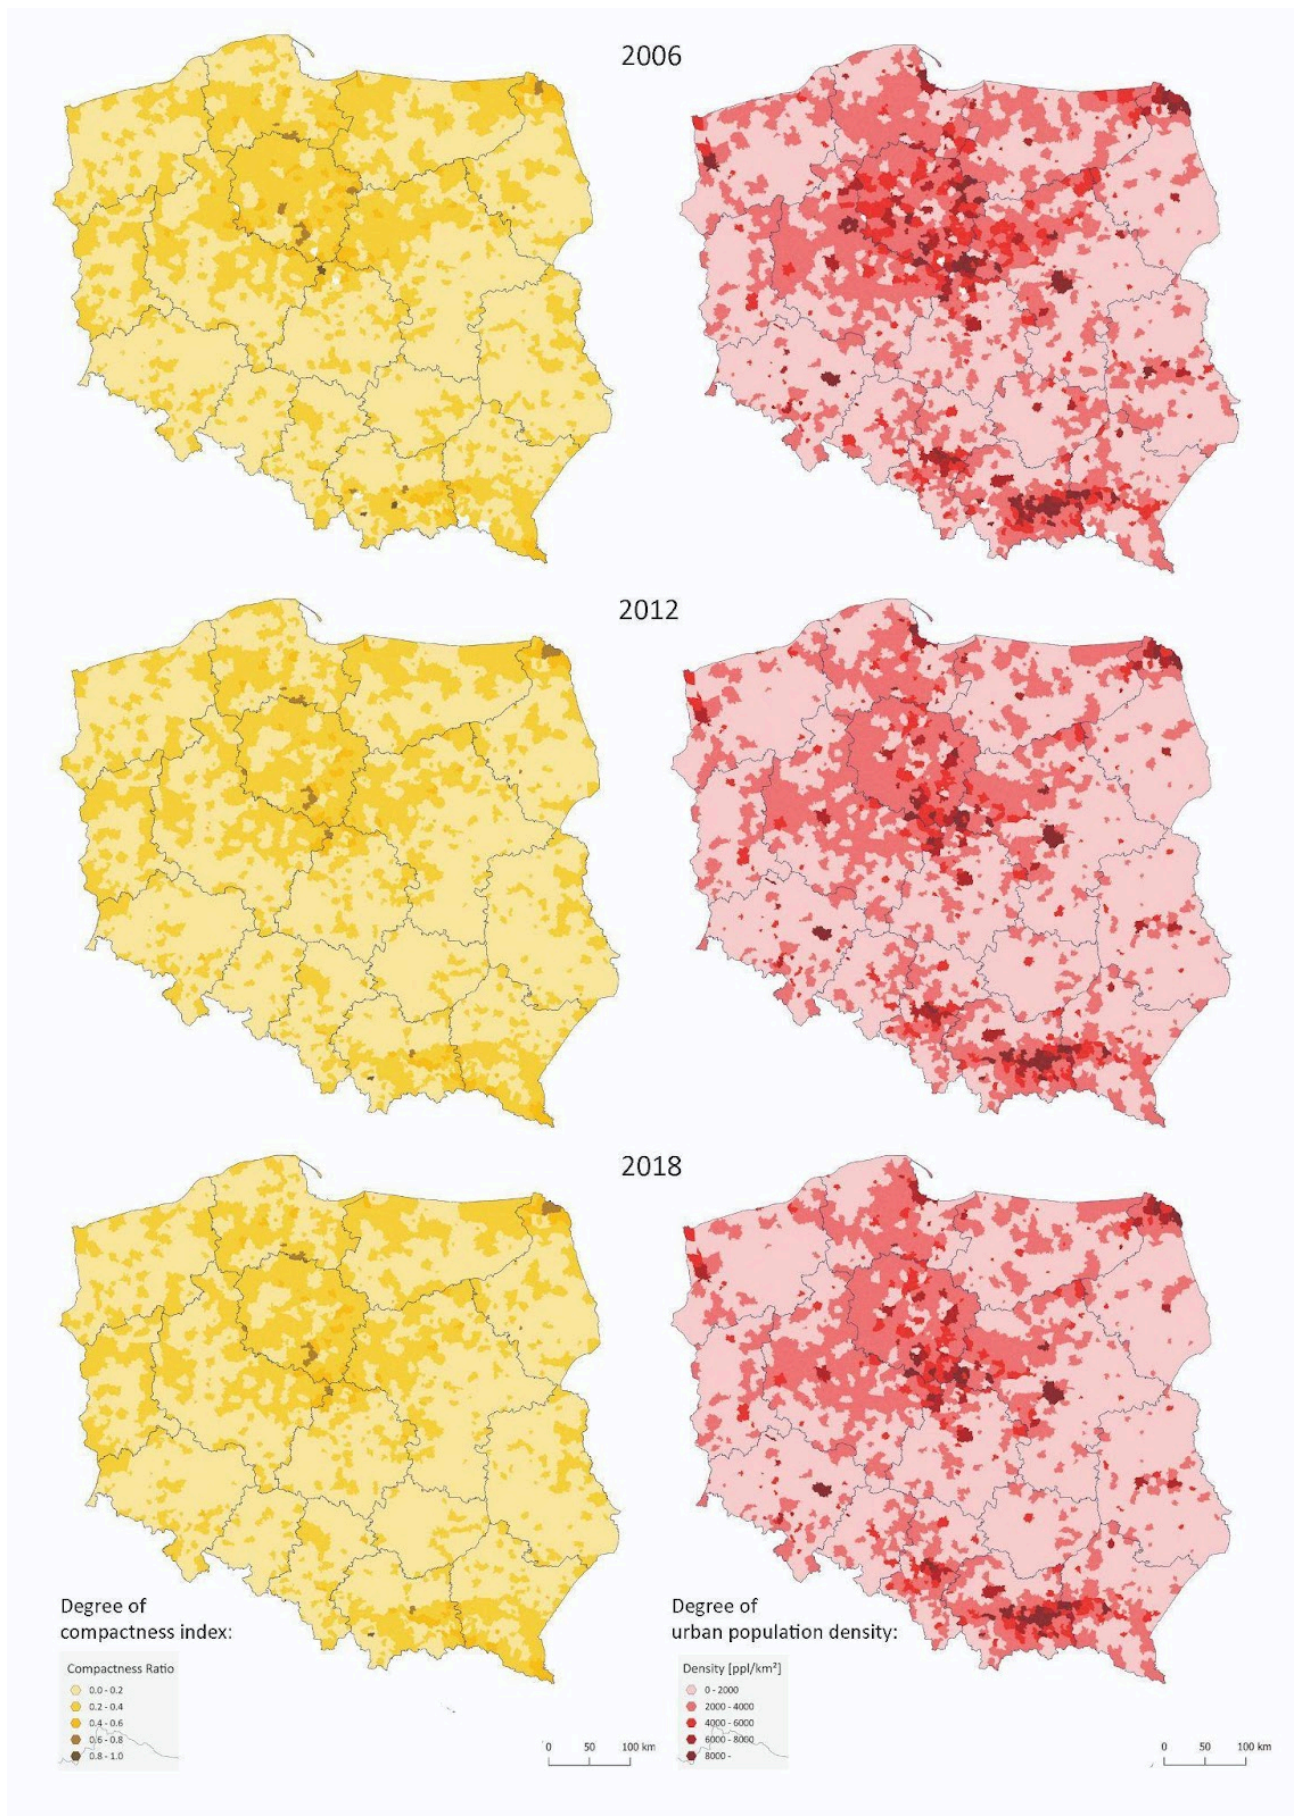 2006
2012
2018
Degree of
compactness index:
Compactness Ratio
0.0 - 0.2
0.2 - 0.4
0.4 - 0.6
0.6 - 0.8
0.8 - 1.0
0 50 100 km
Degree of
urban population density:
Density [ppl/km²]
0 - 2000
2000 - 4000
4000 - 6000
6000 - 8000
8000 -
0 50 100 km